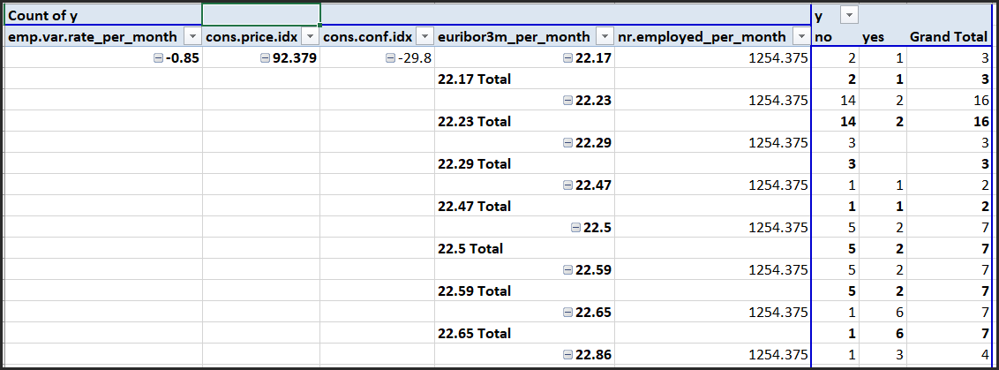 Count of y y
emp.var.rate_per_month cons.price.idx cons.conf.idx euribor3m_per_month nr.employed_per_month no yes Grand Total
-0.85 92.379 -29.8 22.17 1254.375 2 1 3
22.17 Total 2 1 3
22.23 1254.375 14 2 16
22.23 Total 14 2 16
22.29 1254.375 3 3
22.29 Total 3 3
22.47 1254.375 1 1 2
22.47 Total 1 1 2
22.5 1254.375 5 2 7
22.5 Total 5 2 7
22.59 1254.375 5 2 7
22.59 Total 5 2 7
22.65 1254.375 1 6 7
22.65 Total 1 6 7
22.86 1254.375 1 3 4